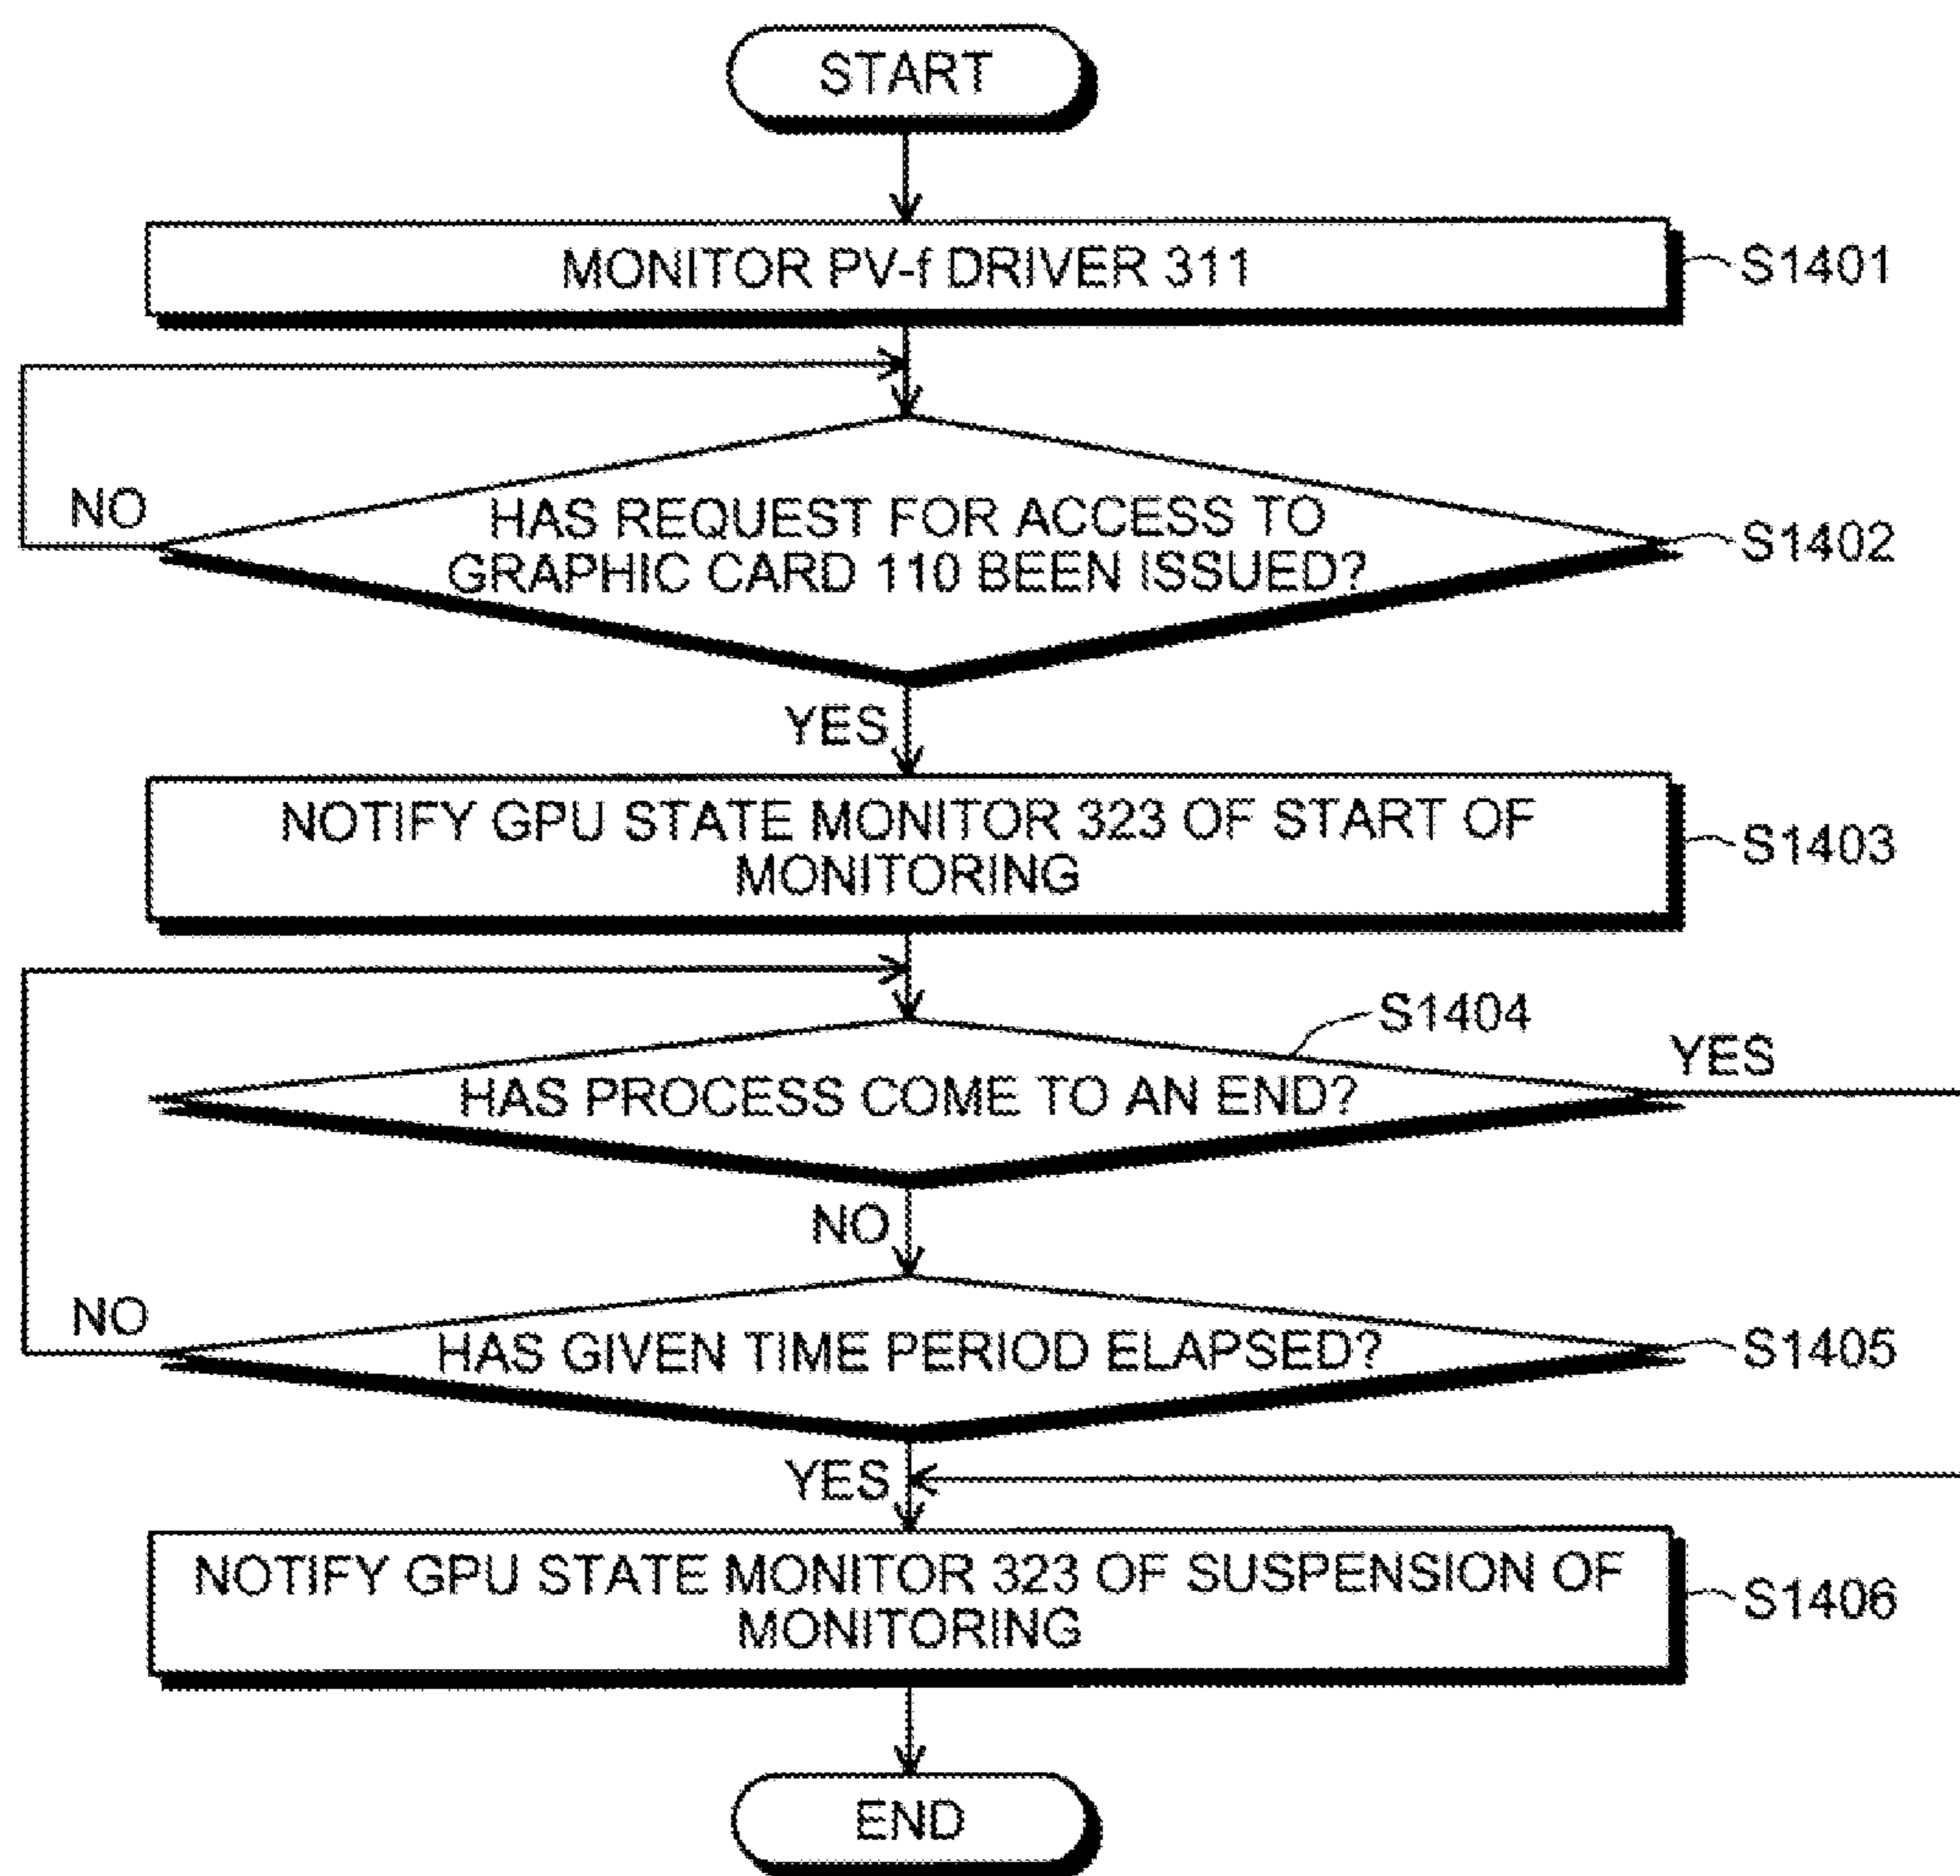 START
MONITOR PV-f DRIVER 311
S1401
NO
HAS REQUEST FOR ACCESS TO
GRAPHIC CARD 110 BEEN ISSUED?
S1402
YES
NOTIFY GPU STATE MONITOR 323 OF START OF
MONITORING
S1403
S1404
YES
HAS PROCESS COME TO AN END?
NO
NO
HAS GIVEN TIME PERIOD ELAPSED?
S1405
YES
NOTIFY GPU STATE MONITOR 323 OF SUSPENSION OF
MONITORING
S1406
END